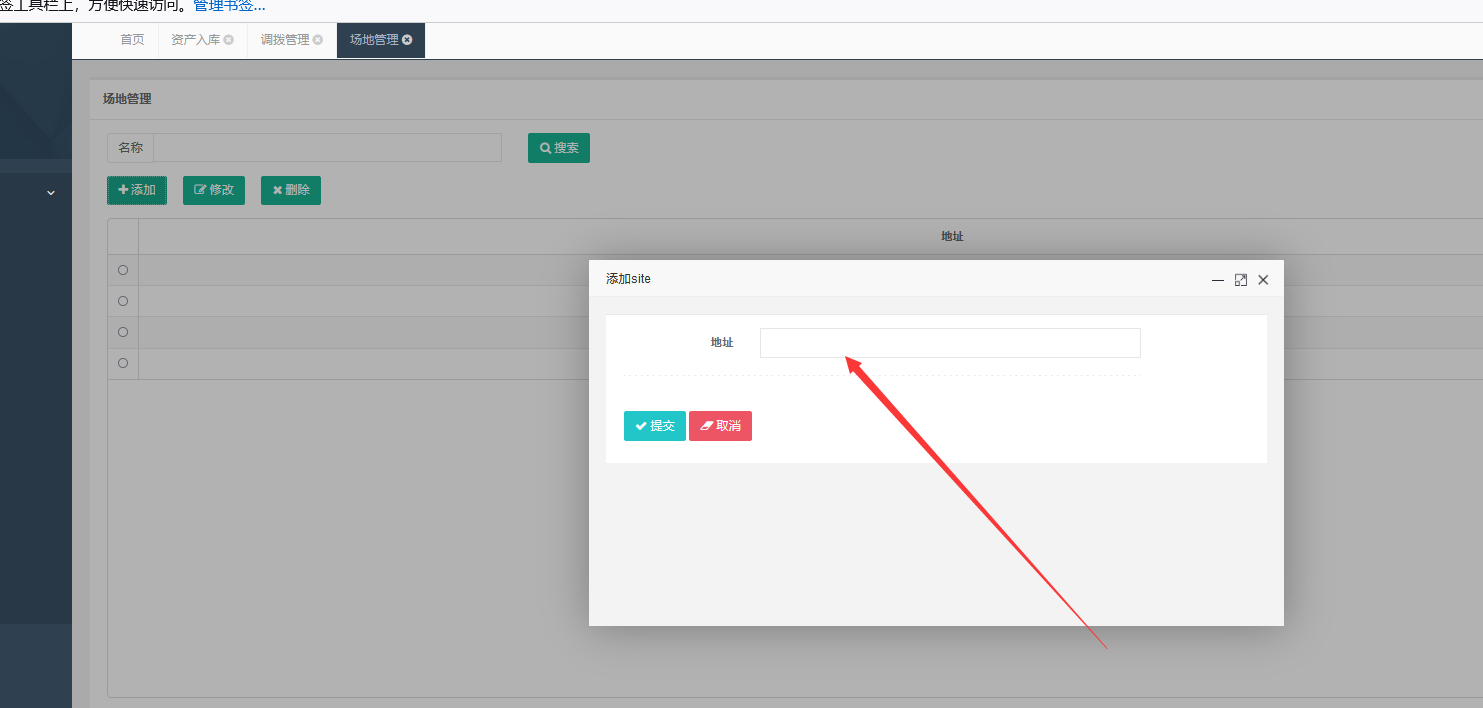 签工具栏上，方便快速访问。管理书签...
首页 资产入库 调拨管理 场地管理
场地管理
名称 搜索
添加 修改 删除
地址
添加site
地址
提交 取消